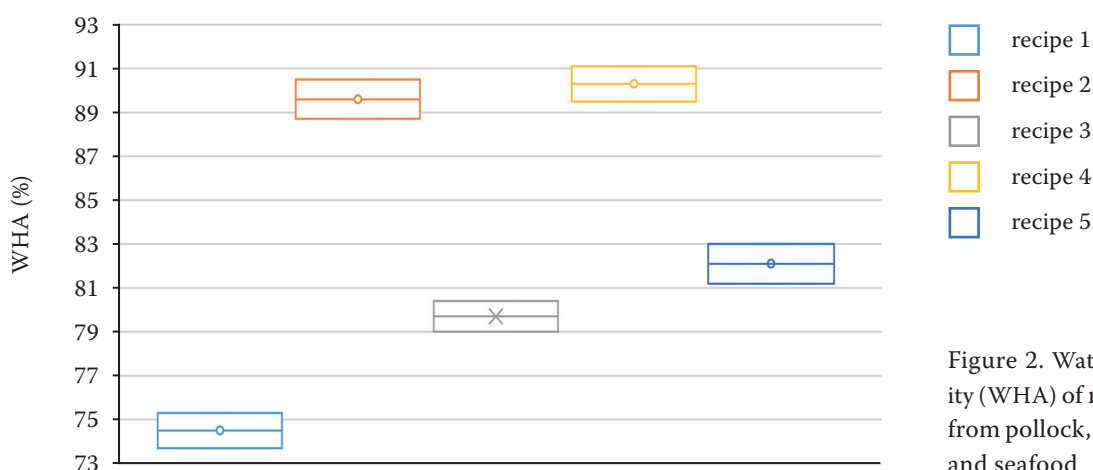 93
91
89
87
85
83
81
79
77
75
73
WHA (%)
recipe 1
recipe 2
recipe 3
recipe 4
recipe 5
Figure 2.
ity (WHA) of
from pollock,
and seafood